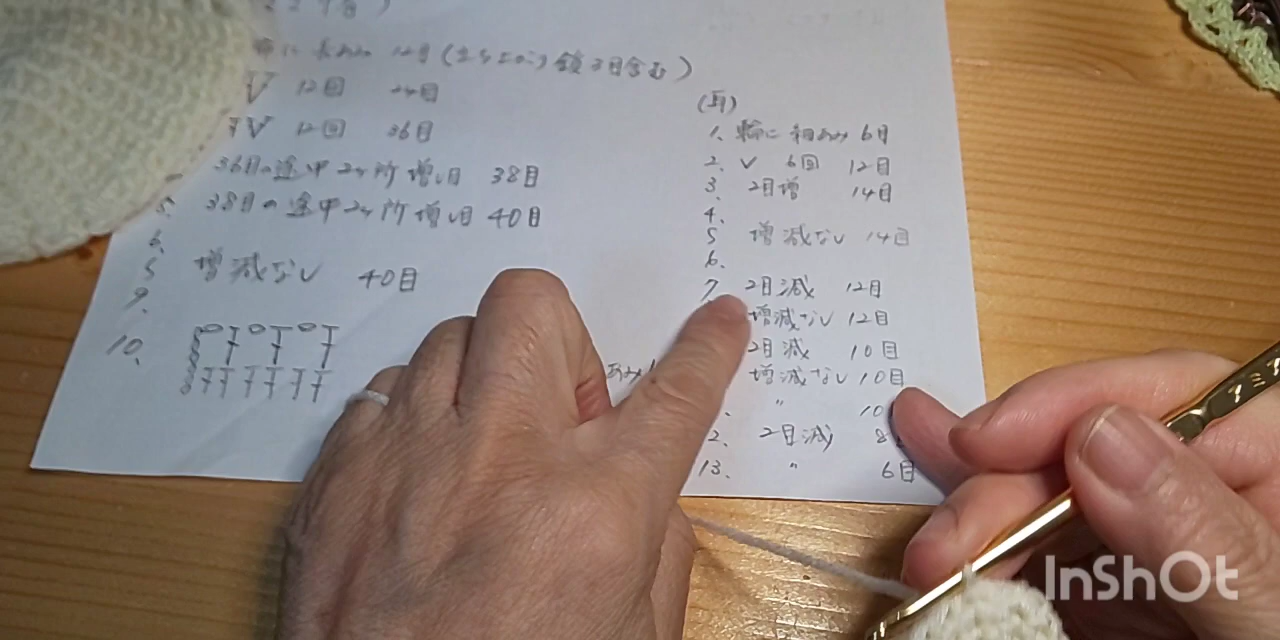 輪に長あみ 12目 (立ち上がり鎖3目含む)
V 12回 24目
V 12回 36目
36目の途中2ヶ所増し目 38目
5. 38目の途中2ヶ所増し目 40目
6.
増減なし 40目
9.
10.
(耳)
1. 輪に細あみ 6目
2. V 6回 12目
3. 2目増 14目
4.
5 増減なし 14目
6.
7 2目減 12目
増減なし 12目
2目減 10目
増減なし 10目
〃 10
2. 2目減 8
13. 〃 6目
アミア
InShOt